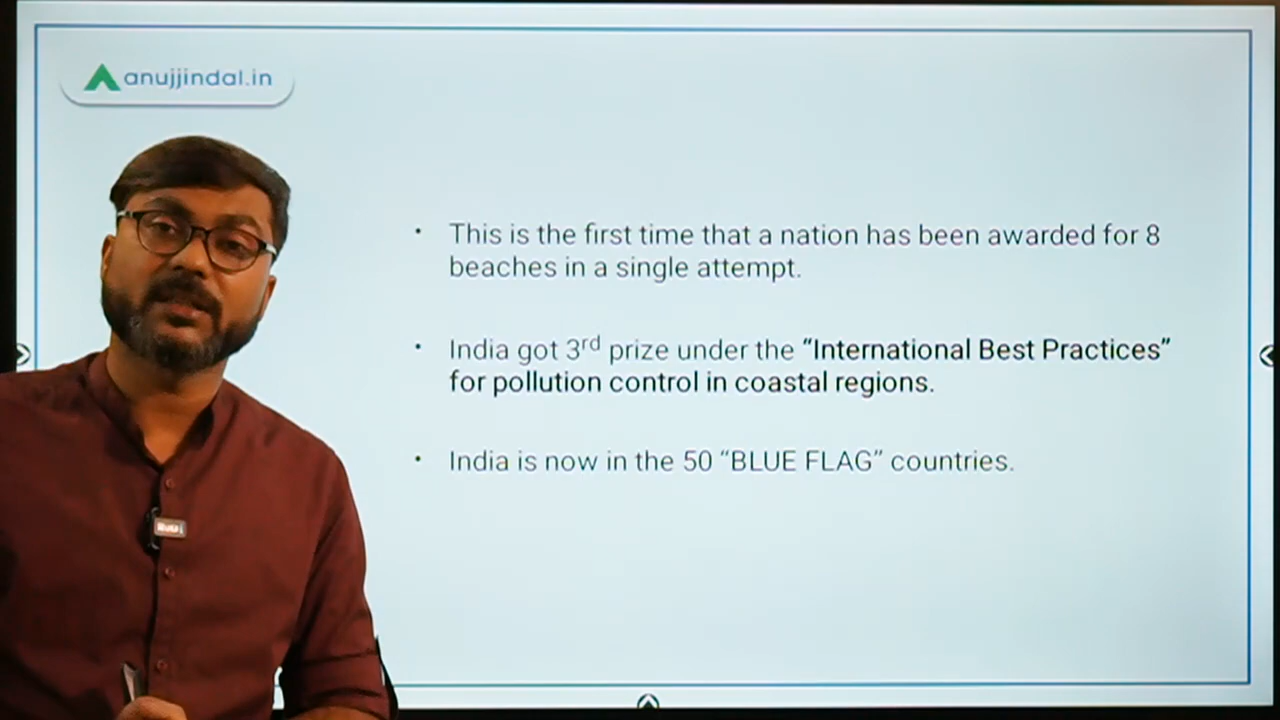 anujjindal.in
• This is the first time that a nation has been awarded for 8
beaches in a single attempt.
• India got 3rd prize under the “International Best Practices”
for pollution control in coastal regions.
• India is now in the 50 “BLUE FLAG” countries.